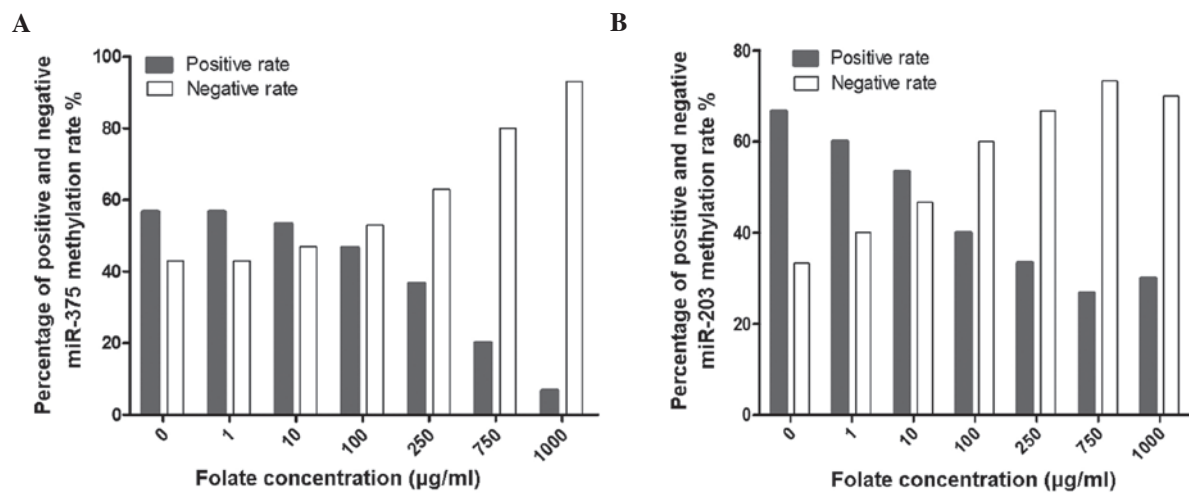 A
Percentage of positive and negative
miR-375 methylation rate %
100
80
60
40
20
0
Positive rate
Negative rate
0
1
10
100
250
750
1000
Folate concentration (µg/ml)
B
Percentage of positive and negative
miR-203 methylation rate %
80
60
40
20
0
Positive rate
Negative rate
0
1
10
100
250
750
1000
Folate concentration (µg/ml)